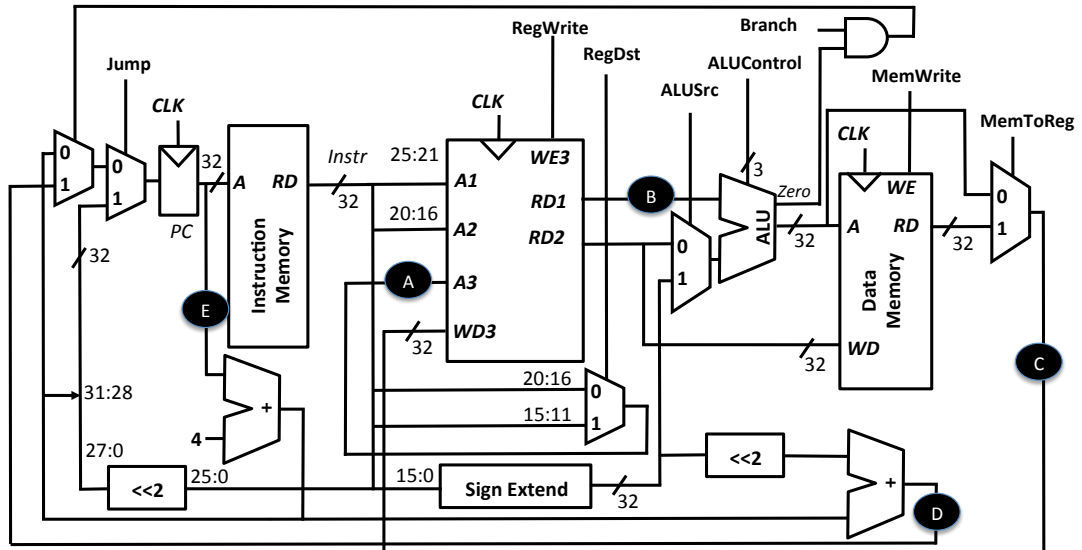 Branch
RegWrite
RegDst
Jump
ALUControl
MemWrite
ALUSrc
CLK
CLK
CLK
MemToReg
0
1
0
1
PC
32
A
RD
Instruction Memory
Instr
32
25:21
20:16
A1
A2
A3
WD3
WE3
RD1
RD2
A
B
0
1
3
Zero
ALU
32
A
WE
RD
Data Memory
WD
32
32
0
1
32
E
32
C
31:28
4
+
20:16
15:11
0
1
27:0
<<2
25:0
15:0
Sign Extend
32
<<2
+
D